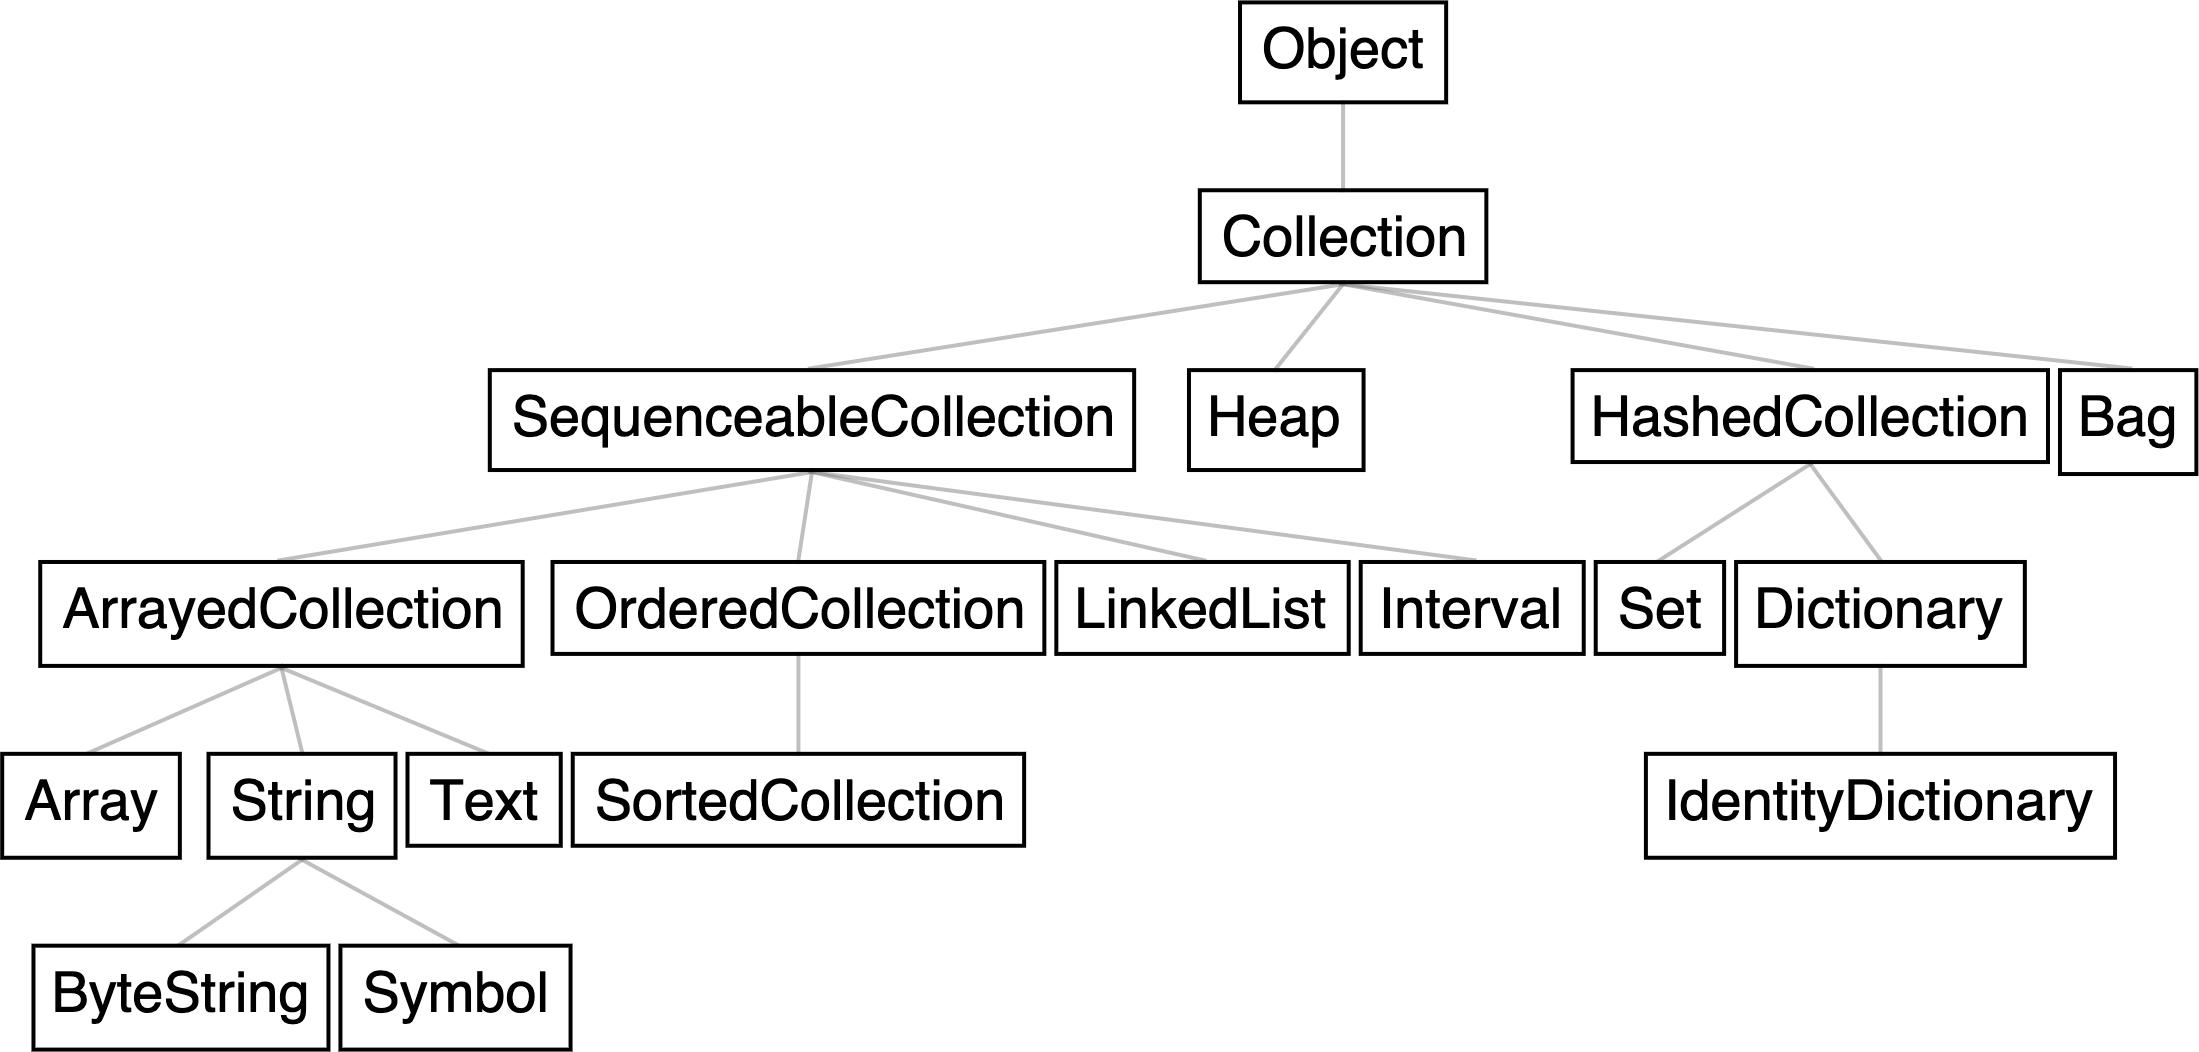 Object
Collection
SequenceableCollection
Heap
HashedCollection
Bag
ArrayedCollection
OrderedCollection
LinkedList
Interval
Set
Dictionary
Array
String
Text
SortedCollection
IdentityDictionary
ByteString
Symbol